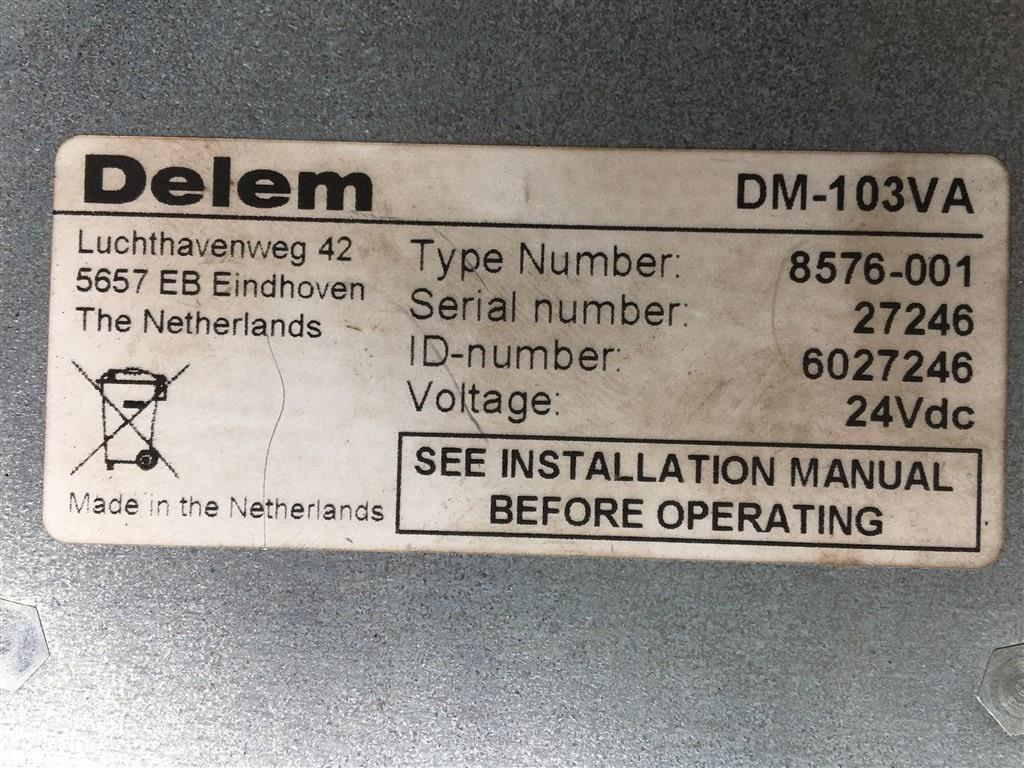 Delem
DM-103VA
Luchthavenweg 42
5657 EB Eindhoven
The Netherlands
Type Number: 8576-001
Serial number: 27246
ID-number: 6027246
Voltage: 24Vdc
Made in the Netherlands
SEE INSTALLATION MANUAL
BEFORE OPERATING